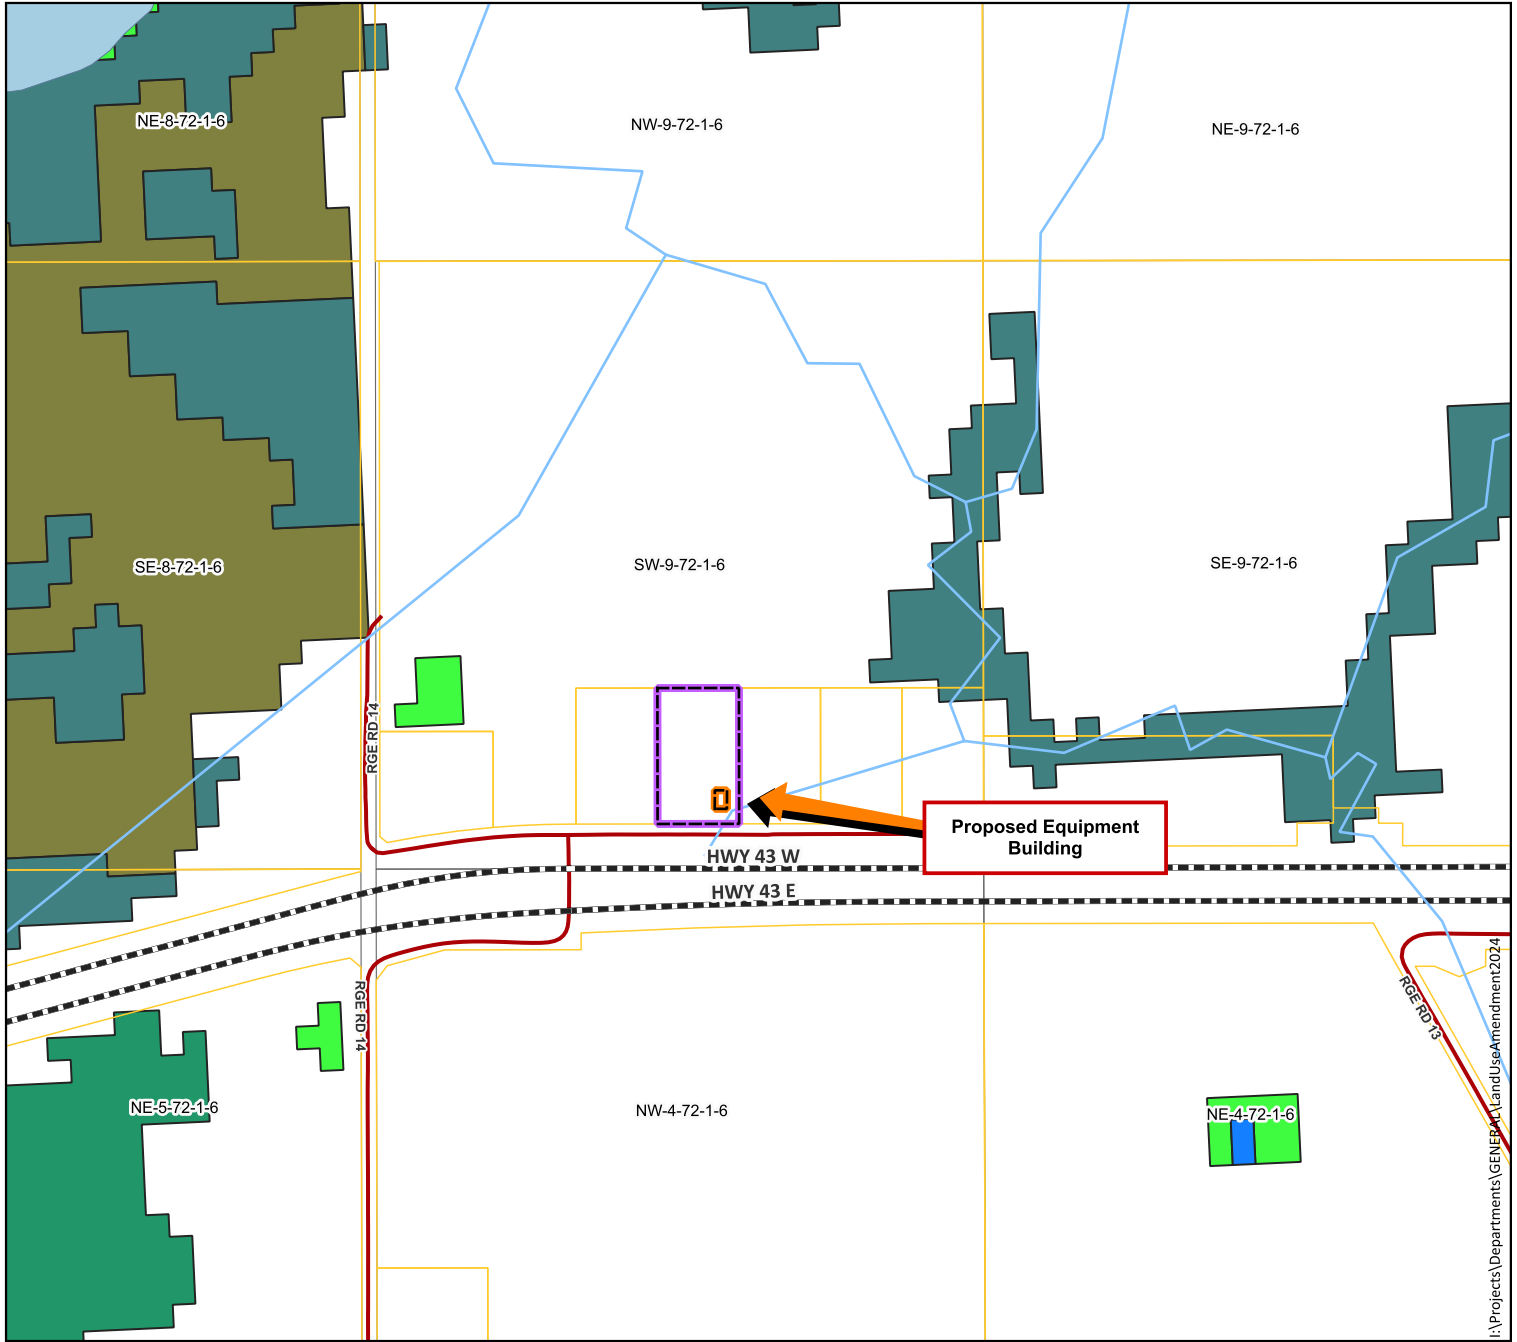 NE-8-72-1-6
NW-9-72-1-6
NE-9-72-1-6
SE-8-72-1-6
SW-9-72-1-6
SE-9-72-1-6
RGE RD 14
Proposed Equipment
Building
HWY 43 W
HWY 43 E
RGE RD 14
RGE RD 13
NE-5-72-1-6
NW-4-72-1-6
NE-4-72-1-6
I:\Projects\Departments\GENERAL\LandUseAmendment2024